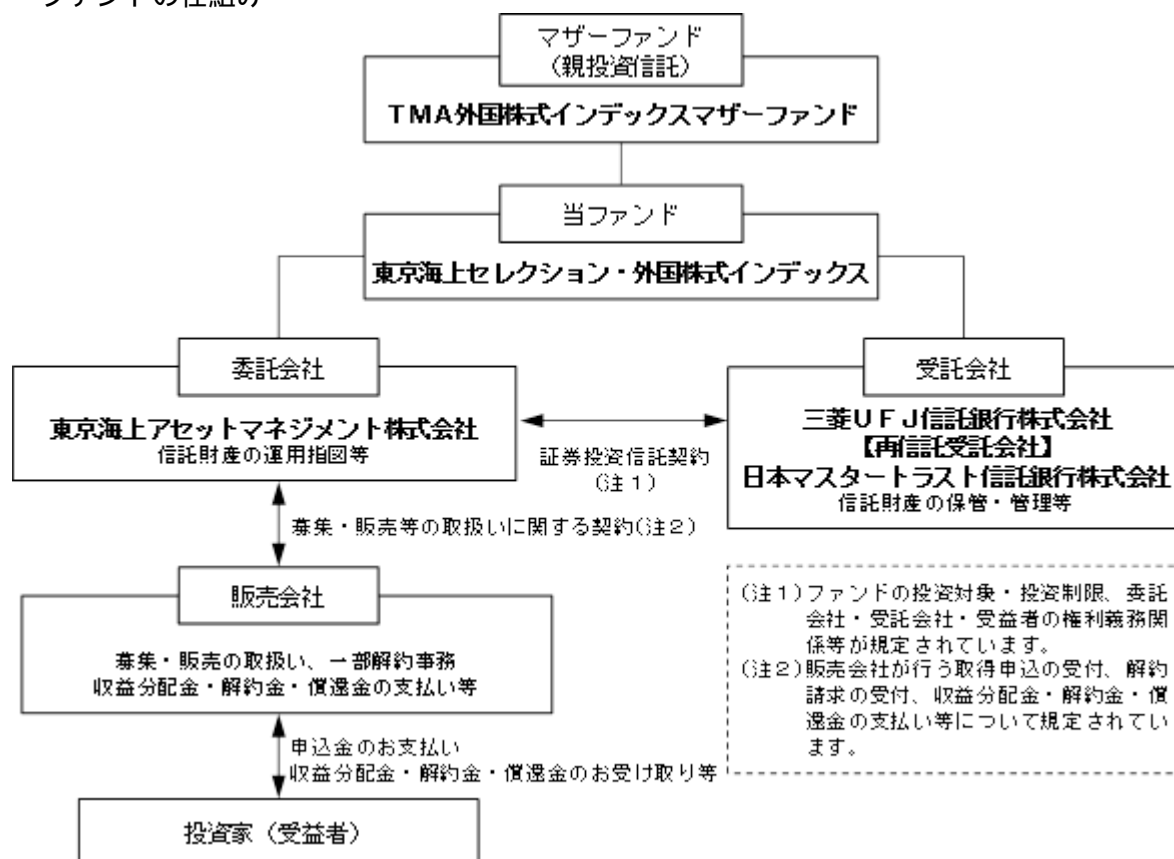 ファンドの仕組み
マザーファンド
(親投資信託)
TMA外国株式インデックスマザーファンド
当ファンド
東京海上セレクション・外国株式インデックス
委託会社
東京海上アセットマネジメント株式会社
信託財産の運用指図等
証券投資信託契約
(注1)
受託会社
三菱UFJ信託銀行株式会社
【再信託受託会社】
日本マスタートラスト信託銀行株式会社
信託財産の保管・管理等
募集・販売等の取扱いに関する契約(注2)
販売会社
募集・販売の取扱い、一部解約事務
収益分配金・解約金・償還金の支払い等
(注1)ファンドの投資対象・投資制限、委託
会社・受託会社・受益者の権利義務関
係等が規定されています。
(注2)販売会社が行う取得申込の受付、解約
請求の受付、収益分配金・解約金・償
還金の支払い等について規定されてい
ます。
申込金のお支払い
収益分配金・解約金・償還金のお受け取り等
投資家(受益者)